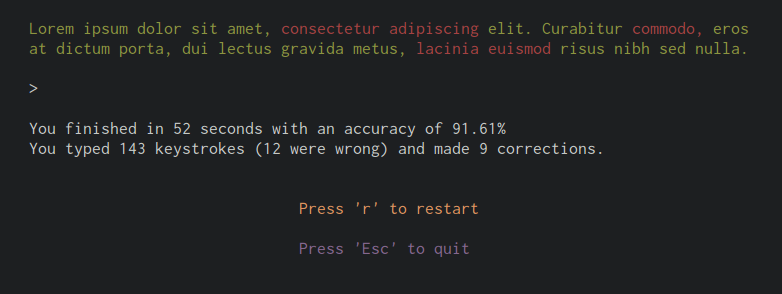 Lorem ipsum dolor sit amet, consectetur adipiscing elit. Curabitur commodo, eros
at dictum porta, dui lectus gravida metus, lacinia euismod risus nibh sed nulla.
>
You finished in 52 seconds with an accuracy of 91.61%
You typed 143 keystrokes (12 were wrong) and made 9 corrections.
Press 'r' to restart
Press 'Esc' to quit